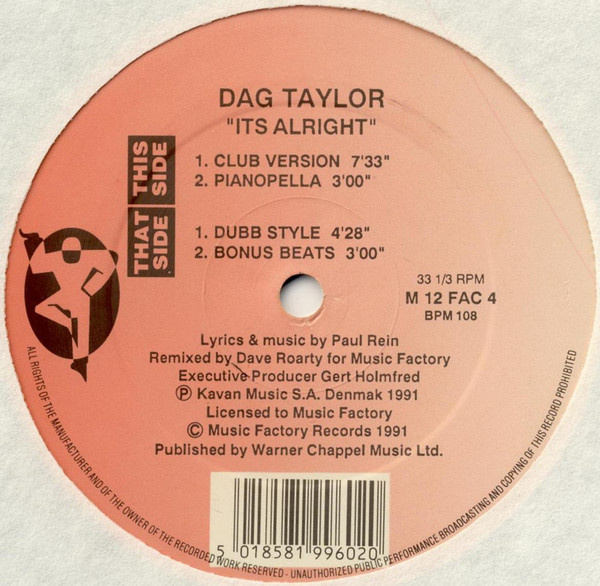 DAG TAYLOR
"ITS ALRIGHT"
THIS SIDE
1. CLUB VERSION 7'33"
2. PIANOPELLA 3'00"
THAT SIDE
1. DUBB STYLE 4'28"
2. BONUS BEATS 3'00"
33 1/3 RPM
M 12 FAC 4
BPM 108
Lyrics & music by Paul Rein
Remixed by Dave Roarty for Music Factory
Executive Producer Gert Holmfred
Ⓟ Kavan Music S.A. Denmak 1991
Licensed to Music Factory
© Music Factory Records 1991
Published by Warner Chappel Music Ltd.
5 018581 996020
ALL RIGHTS OF THE MANUFACTURER AND OF THE OWNER OF THE RECORDED WORK RESERVED - UNAUTHORIZED PUBLIC PERFORMANCE BROADCASTING AND COPYING OF THIS RECORD PROHIBITED